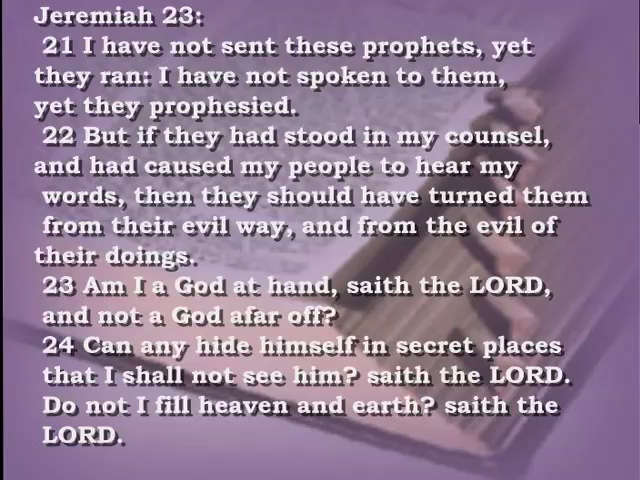 Jeremiah 23:
21 I have not sent these prophets, yet
they ran: I have not spoken to them,
yet they prophesied.
22 But if they had stood in my counsel,
and had caused my people to hear my
words, then they should have turned them
from their evil way, and from the evil of
their doings.
23 Am I a God at hand, saith the LORD,
and not a God afar off?
24 Can any hide himself in secret places
that I shall not see him? saith the LORD.
Do not I fill heaven and earth? saith the
LORD.